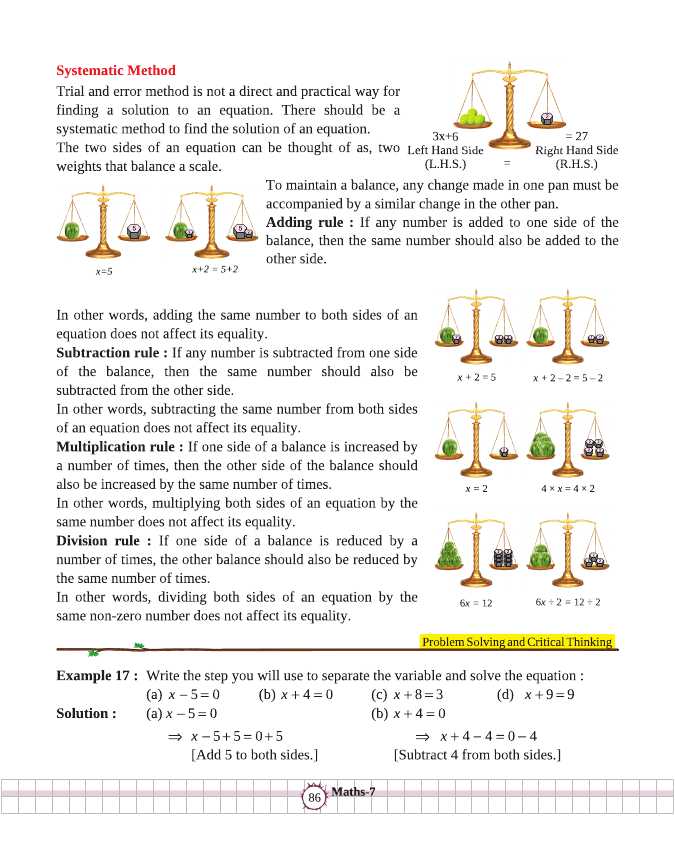 Systematic Method
Trial and error method is not a direct and practical way for
finding a solution to an equation. There should be a
systematic method to find the solution of an equation.
The two sides of an equation can be thought of as, two
weights that balance a scale.
3x+6 = 27
Left Hand Side Right Hand Side
(L.H.S.) = (R.H.S.)
To maintain a balance, any change made in one pan must be
accompanied by a similar change in the other pan.
Adding rule : If any number is added to one side of the
balance, then the same number should also be added to the
other side.
5
5
x=5
x+2 = 5+2
In other words, adding the same number to both sides of an
equation does not affect its equality.
Subtraction rule : If any number is subtracted from one side
of the balance, then the same number should also be
subtracted from the other side.
In other words, subtracting the same number from both sides
of an equation does not affect its equality.
Multiplication rule : If one side of a balance is increased by
a number of times, then the other side of the balance should
also be increased by the same number of times.
In other words, multiplying both sides of an equation by the
same number does not affect its equality.
Division rule : If one side of a balance is reduced by a
number of times, the other balance should also be reduced by
the same number of times.
In other words, dividing both sides of an equation by the
same non-zero number does not affect its equality.
x + 2 = 5
x + 2 – 2 = 5 – 2
x = 2
4 × x = 4 × 2
6x = 12
6x ÷ 2 = 12 ÷ 2
Problem Solving and Critical Thinking
Example 17 : Write the step you will use to separate the variable and solve the equation :
(a) x − 5 = 0 (b) x + 4 = 0 (c) x + 8 = 3 (d) x + 9 = 9
Solution : (a) x − 5 = 0 (b) x + 4 = 0
⇒ x − 5 + 5 = 0 + 5 ⇒ x + 4 − 4 = 0 − 4
[Add 5 to both sides.] [Subtract 4 from both sides.]
86 Maths-7